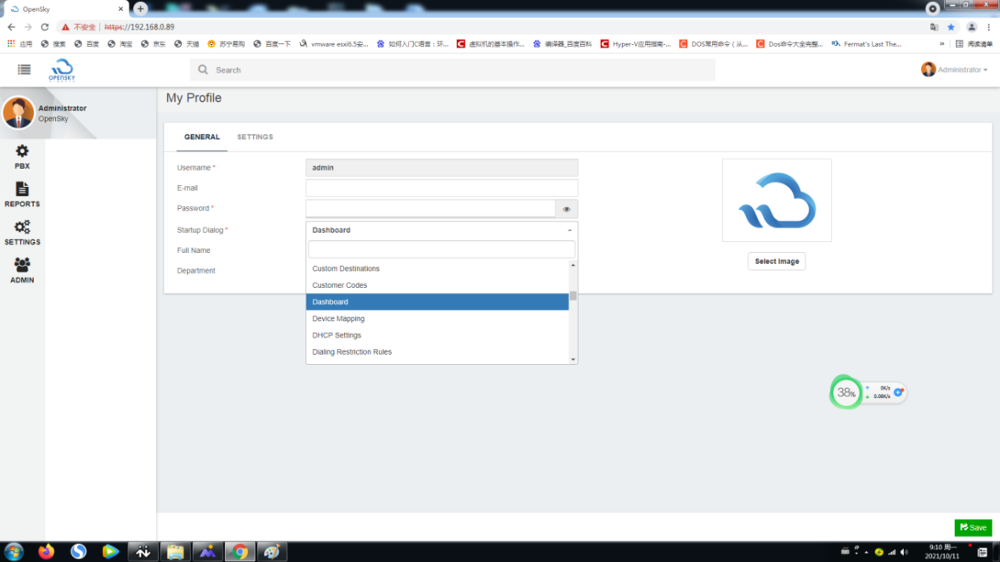 OpenSky
不安全 | https://192.168.0.89
应用 搜索 百度 淘宝 京东 天猫 苏宁易购 百度一下 vmware esxi6.5安... 如何入门C语言：环... 虚拟机的基本操作... 编译器_百度百科 Hyper-V应用指南-... DOS常用命令（从... Dos命令大全完整... Fermat's Last The... » 阅读清单
OPENSKY
Search
Administrator
Administrator
OpenSky
My Profile
PBX
REPORTS
SETTINGS
ADMIN
GENERAL SETTINGS
Username *
admin
E-mail
Password *
Startup Dialog *
Dashboard
Full Name
Department
Custom Destinations
Customer Codes
Dashboard
Device Mapping
DHCP Settings
Dialing Restriction Rules
Select Image
38%
0K/s
0.08K/s
Save
9:10 周一
2021/10/11